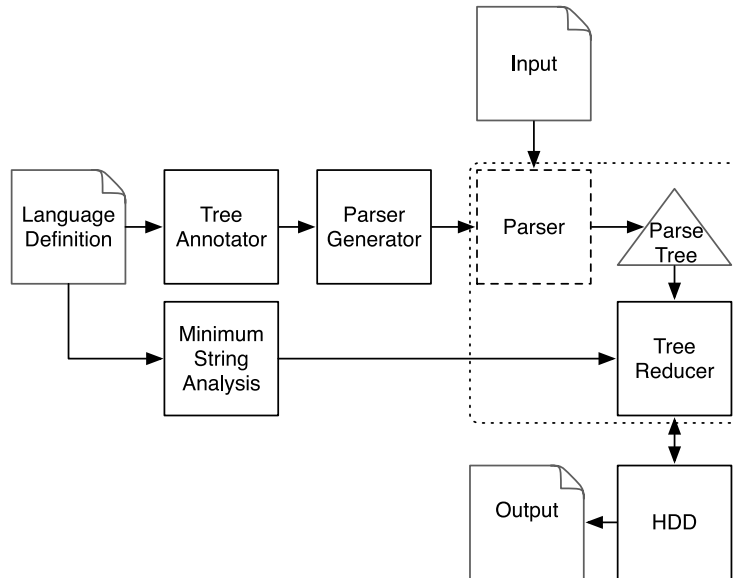 Input
Language
Definition
Tree
Annotator
Parser
Generator
Parser
Parse
Tree
Minimum
String
Analysis
Tree
Reducer
Output
HDD